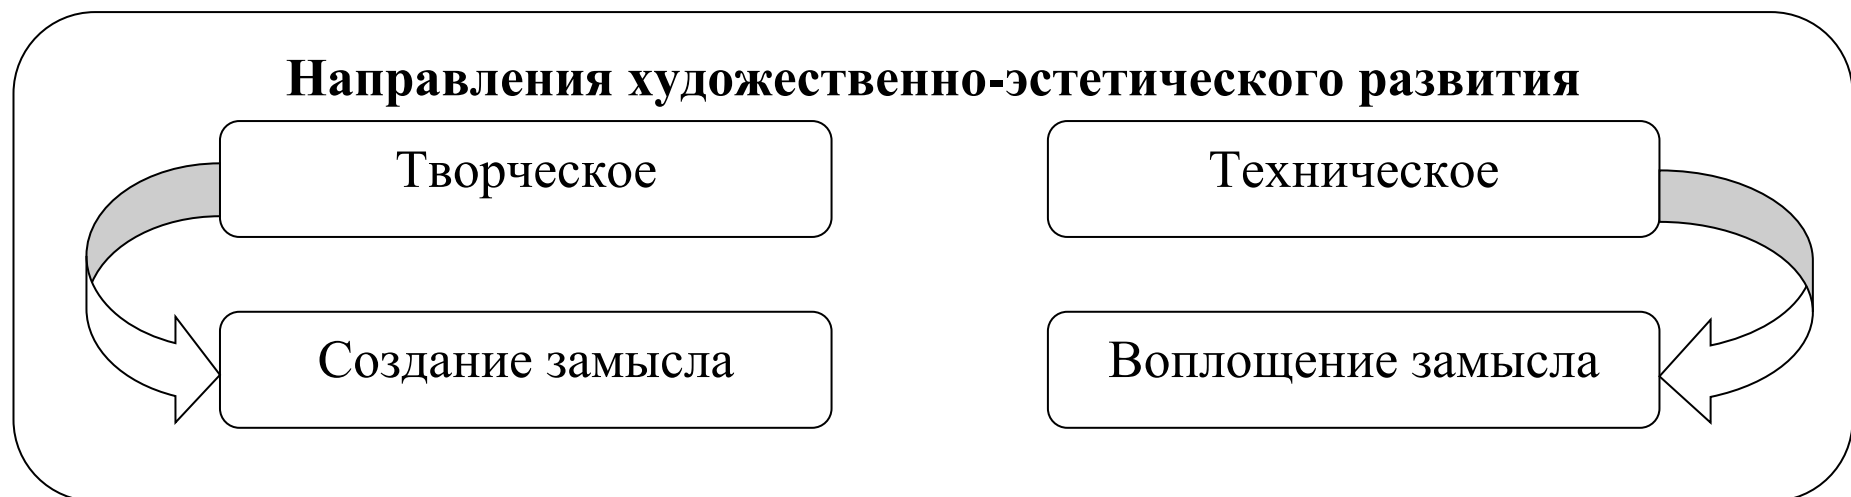 Направления художественно-эстетического развития
Творческое
Техническое
Создание замысла
Воплощение замысла